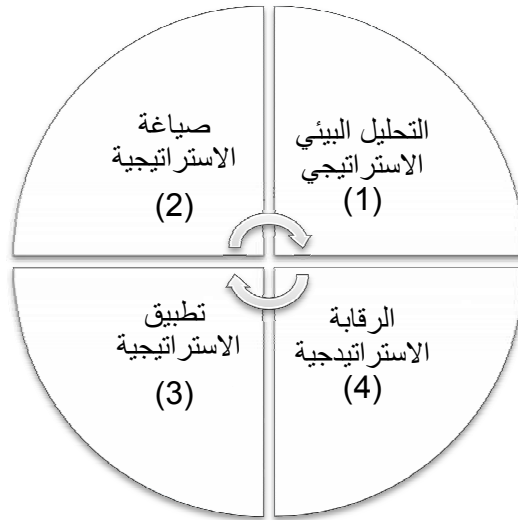 التحليل البيئي
الاستراتيجي
(1)
صياغة
الاستراتيجية
(2)
تطبيق
الاستراتيجية
(3)
الرقابة
الاستراتيدجية
(4)